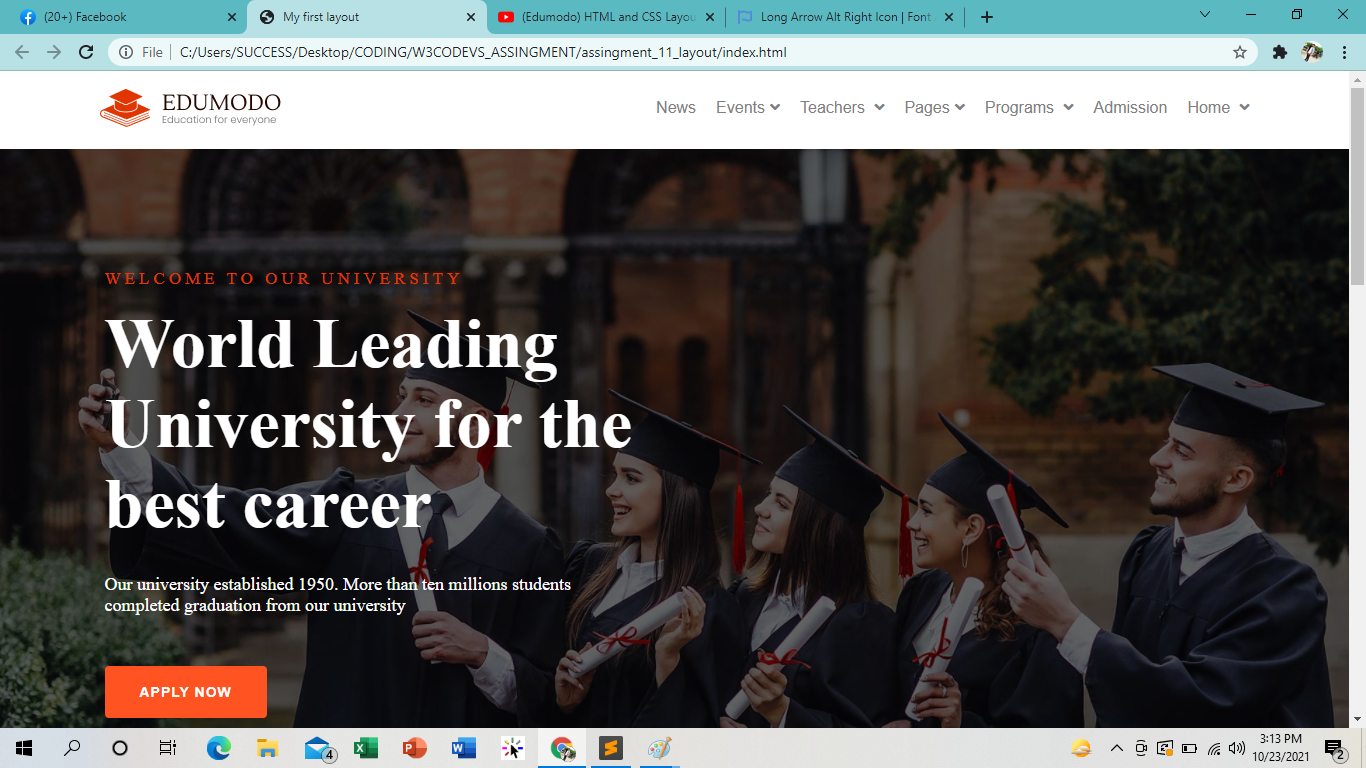 (20+) Facebook
My first layout
(Edumodo) HTML and CSS Layou
Long Arrow Alt Right Icon | Font
File
C:/Users/SUCCESS/Desktop/CODING/W3CODEVS_ASSINGMENT/assingment_11_layout/index.html
EDUMODO
Education for everyone
News Events Teachers Pages Programs Admission Home
WELCOME TO OUR UNIVERSITY
World Leading
University for the
best career
Our university established 1950. More than ten millions students
completed graduation from our university
APPLY NOW
4
3:13 PM
10/23/2021
2